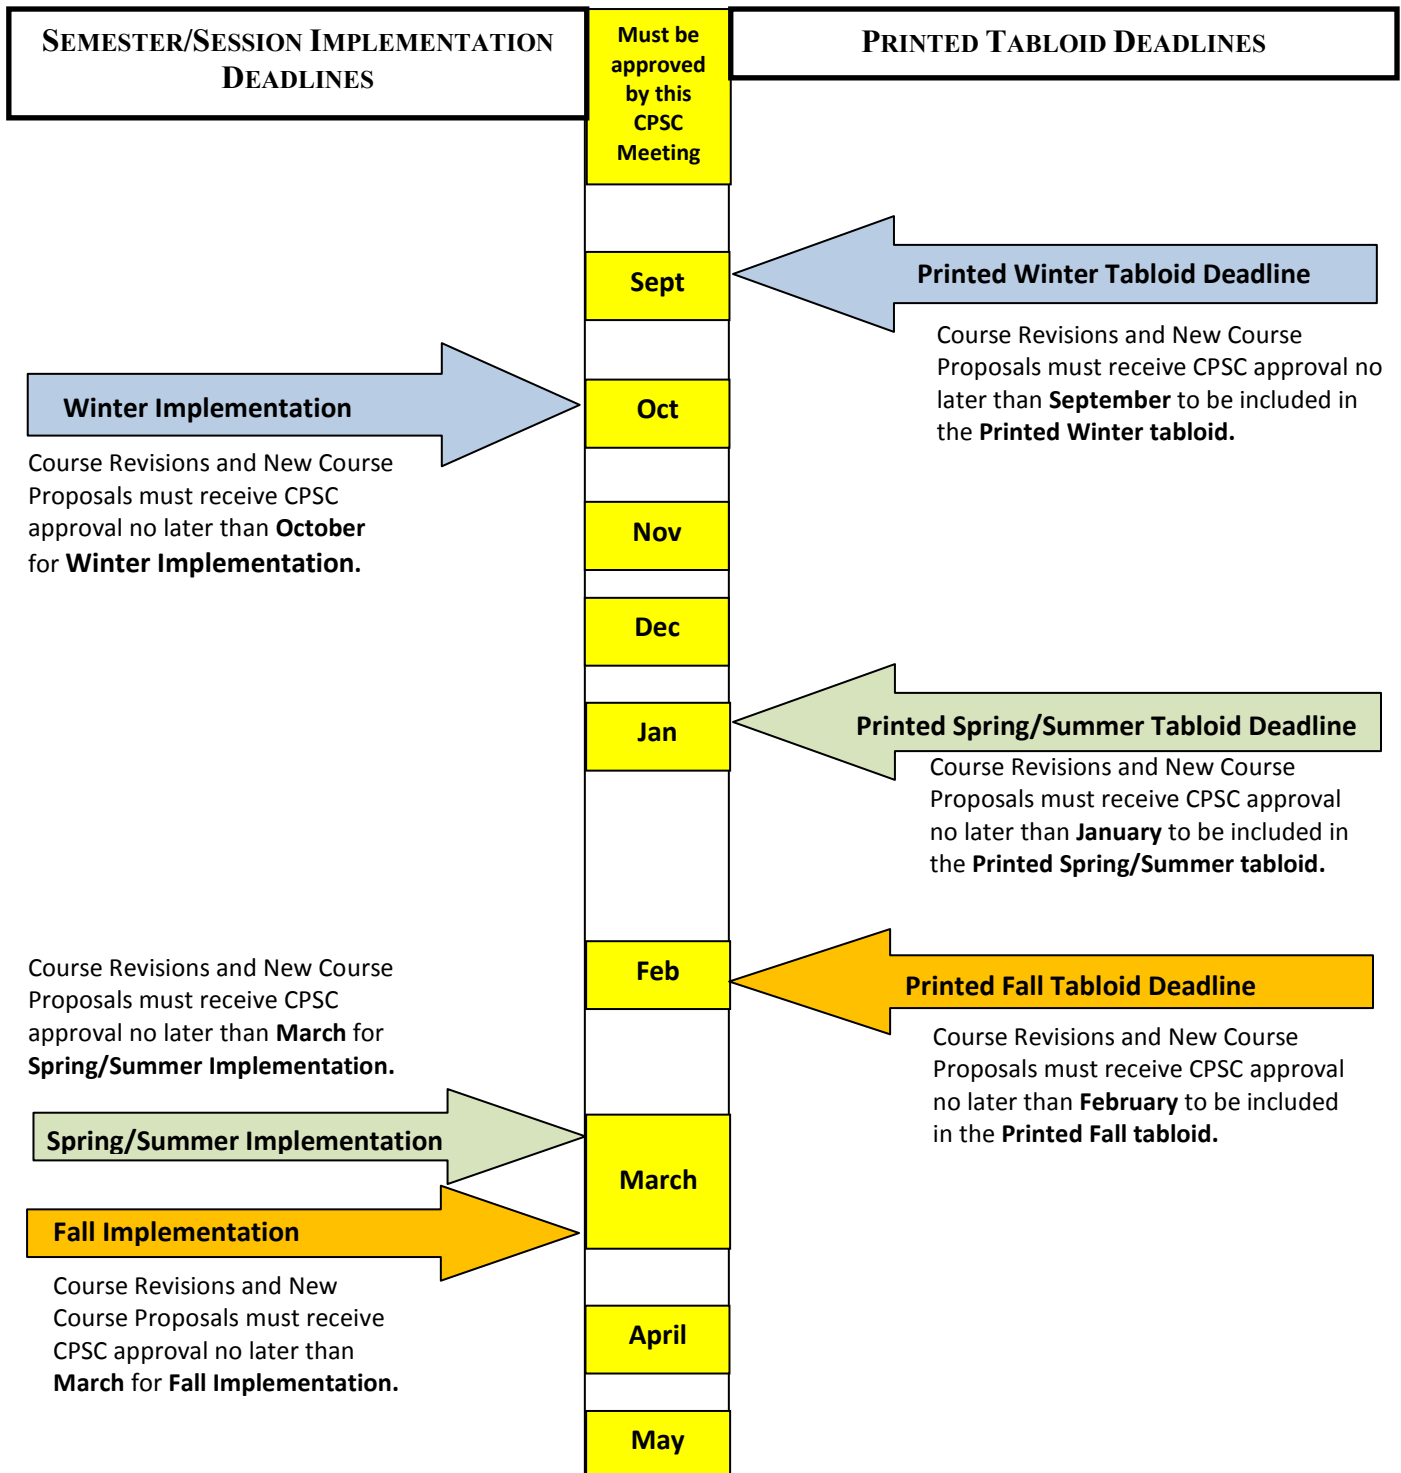 SEMESTER/SESSION IMPLEMENTATION
DEADLINES
Must be
approved
by this
CPSC
Meeting
PRINTED TABLOID DEADLINES
Sept
Printed Winter Tabloid Deadline
Course Revisions and New Course
Proposals must receive CPSC approval no
later than September to be included in
the Printed Winter tabloid.
Winter Implementation
Oct
Course Revisions and New Course
Proposals must receive CPSC
approval no later than October
for Winter Implementation.
Nov
Dec
Jan
Printed Spring/Summer Tabloid Deadline
Course Revisions and New Course
Proposals must receive CPSC approval
no later than January to be included in
the Printed Spring/Summer tabloid.
Feb
Printed Fall Tabloid Deadline
Course Revisions and New Course
Proposals must receive CPSC approval
no later than February to be included
in the Printed Fall tabloid.
Course Revisions and New Course
Proposals must receive CPSC
approval no later than March for
Spring/Summer Implementation.
Spring/Summer Implementation
March
Fall Implementation
Course Revisions and New
Course Proposals must receive
CPSC approval no later than
March for Fall Implementation.
April
May